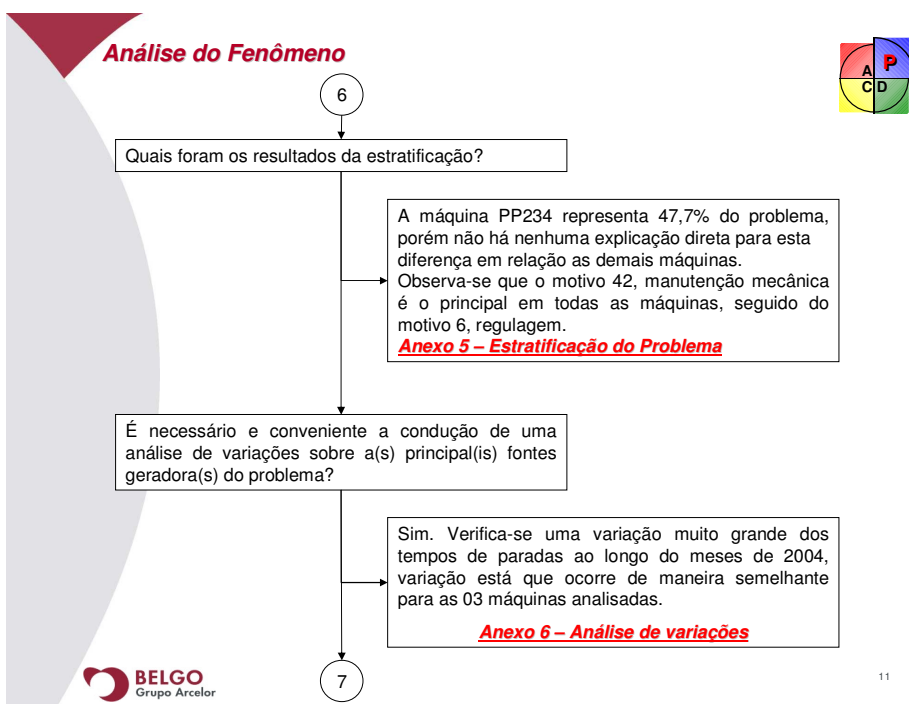 Análise do Fenômeno
A P
C D
6
Quais foram os resultados da estratificação?
A máquina PP234 representa 47,7% do problema,
porém não há nenhuma explicação direta para esta
diferença em relação as demais máquinas.
Observa-se que o motivo 42, manutenção mecânica
é o principal em todas as máquinas, seguido do
motivo 6, regulagem.
Anexo 5 – Estratificação do Problema
É necessário e conveniente a condução de uma
análise de variações sobre a(s) principal(is) fontes
geradora(s) do problema?
Sim. Verifica-se uma variação muito grande dos
tempos de paradas ao longo do meses de 2004,
variação está que ocorre de maneira semelhante
para as 03 máquinas analisadas.
Anexo 6 – Análise de variações
7
BELGO
Grupo Arcelor
11